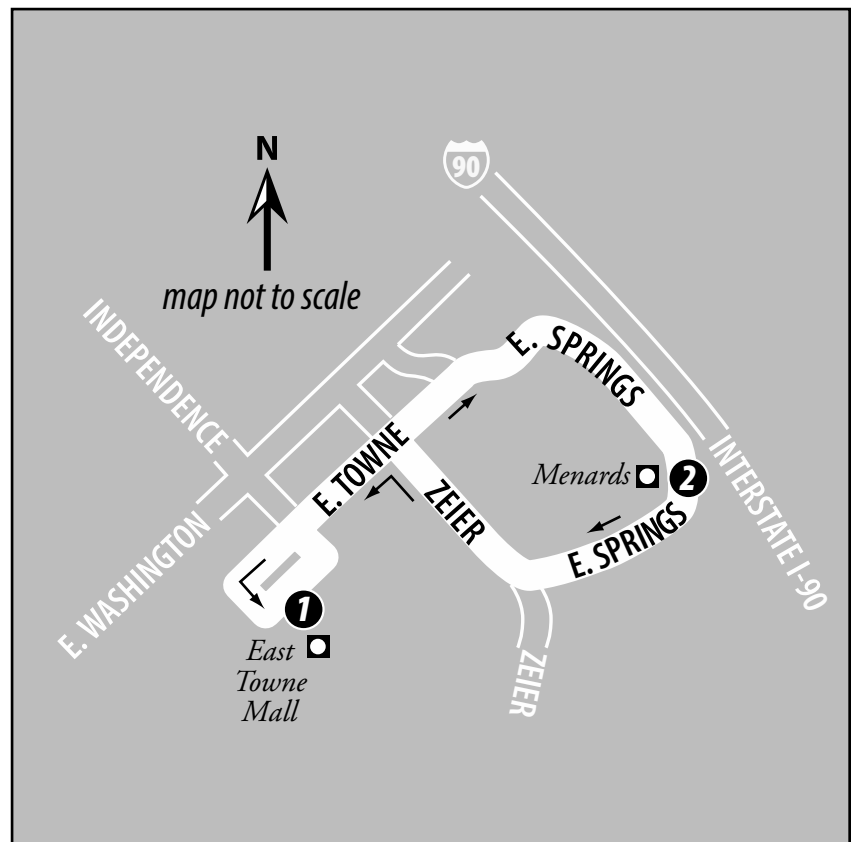 N
map not to scale
90
INDEPENDENCE
E. SPRINGS
E. TOWNE
ZEIER
Menards
2
INTERSTATE I-90
E. WASHINGTON
E. SPRINGS
1
East
Towne
Mall
ZEIER